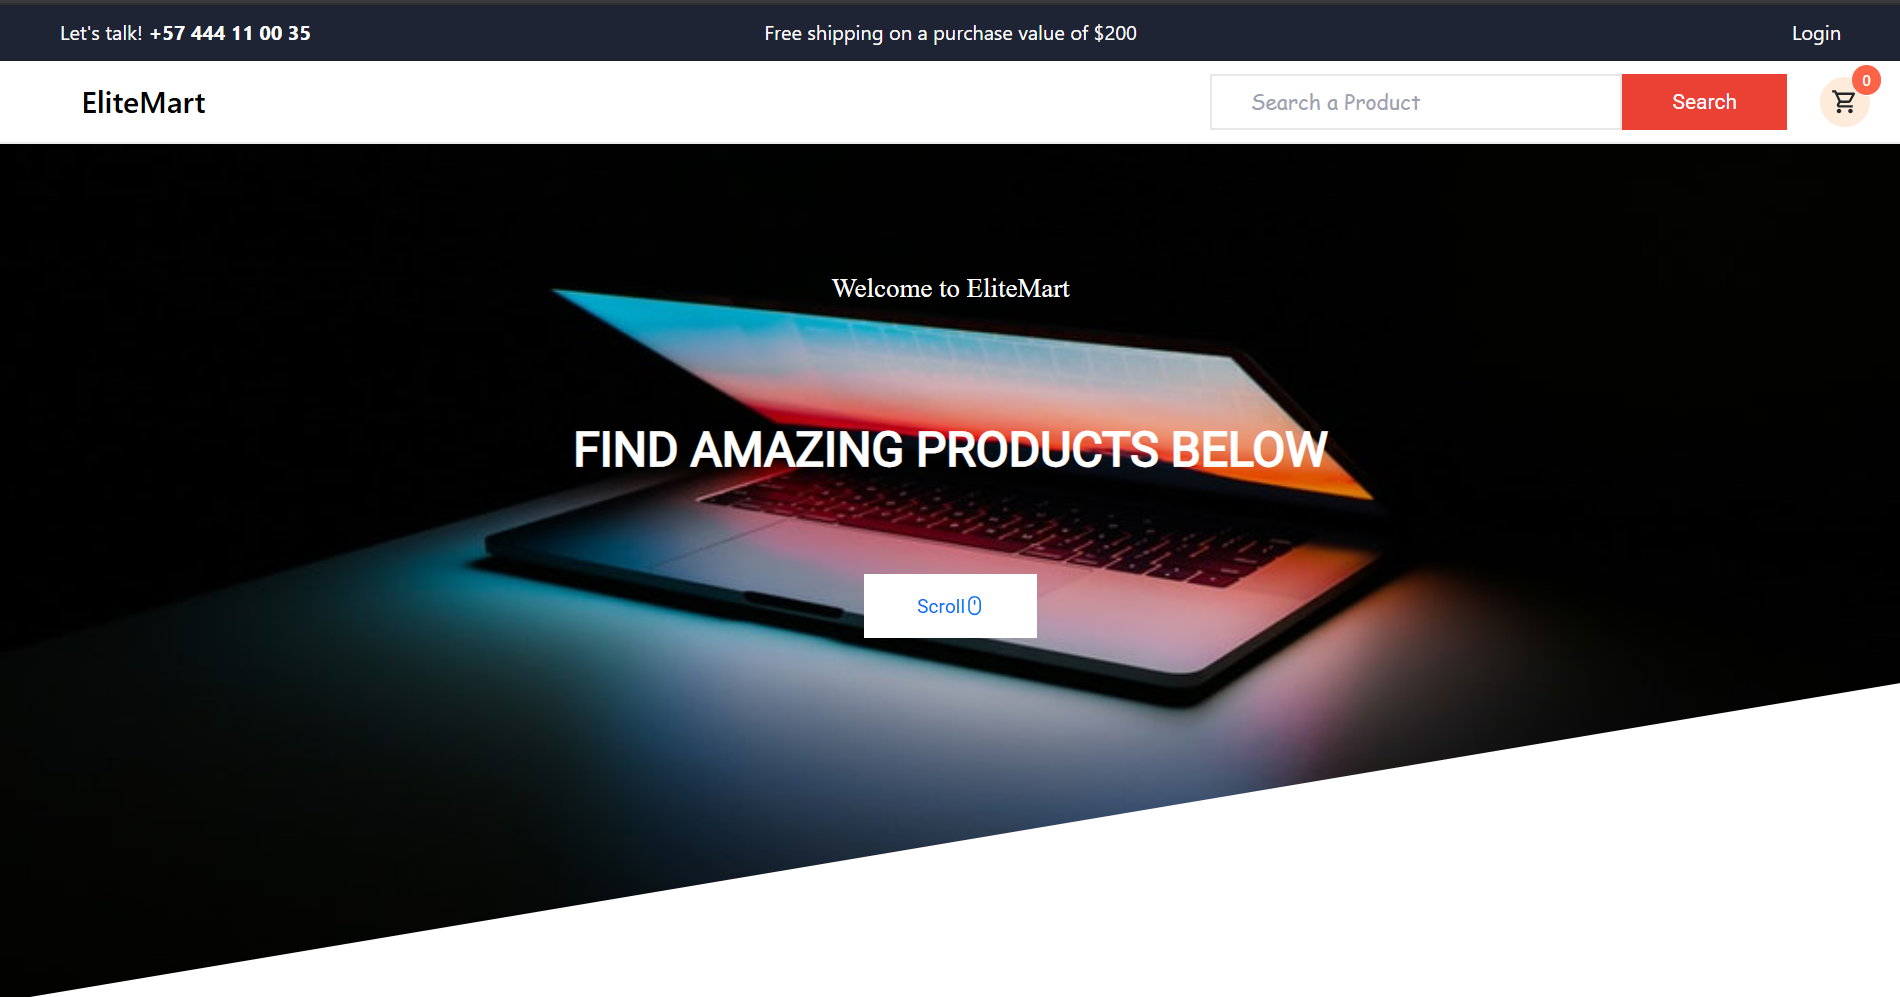 Let's talk! +57 444 11 00 35
Free shipping on a purchase value of $200
Login
EliteMart
Search a Product
Search
0
Welcome to EliteMart
FIND AMAZING PRODUCTS BELOW
Scroll